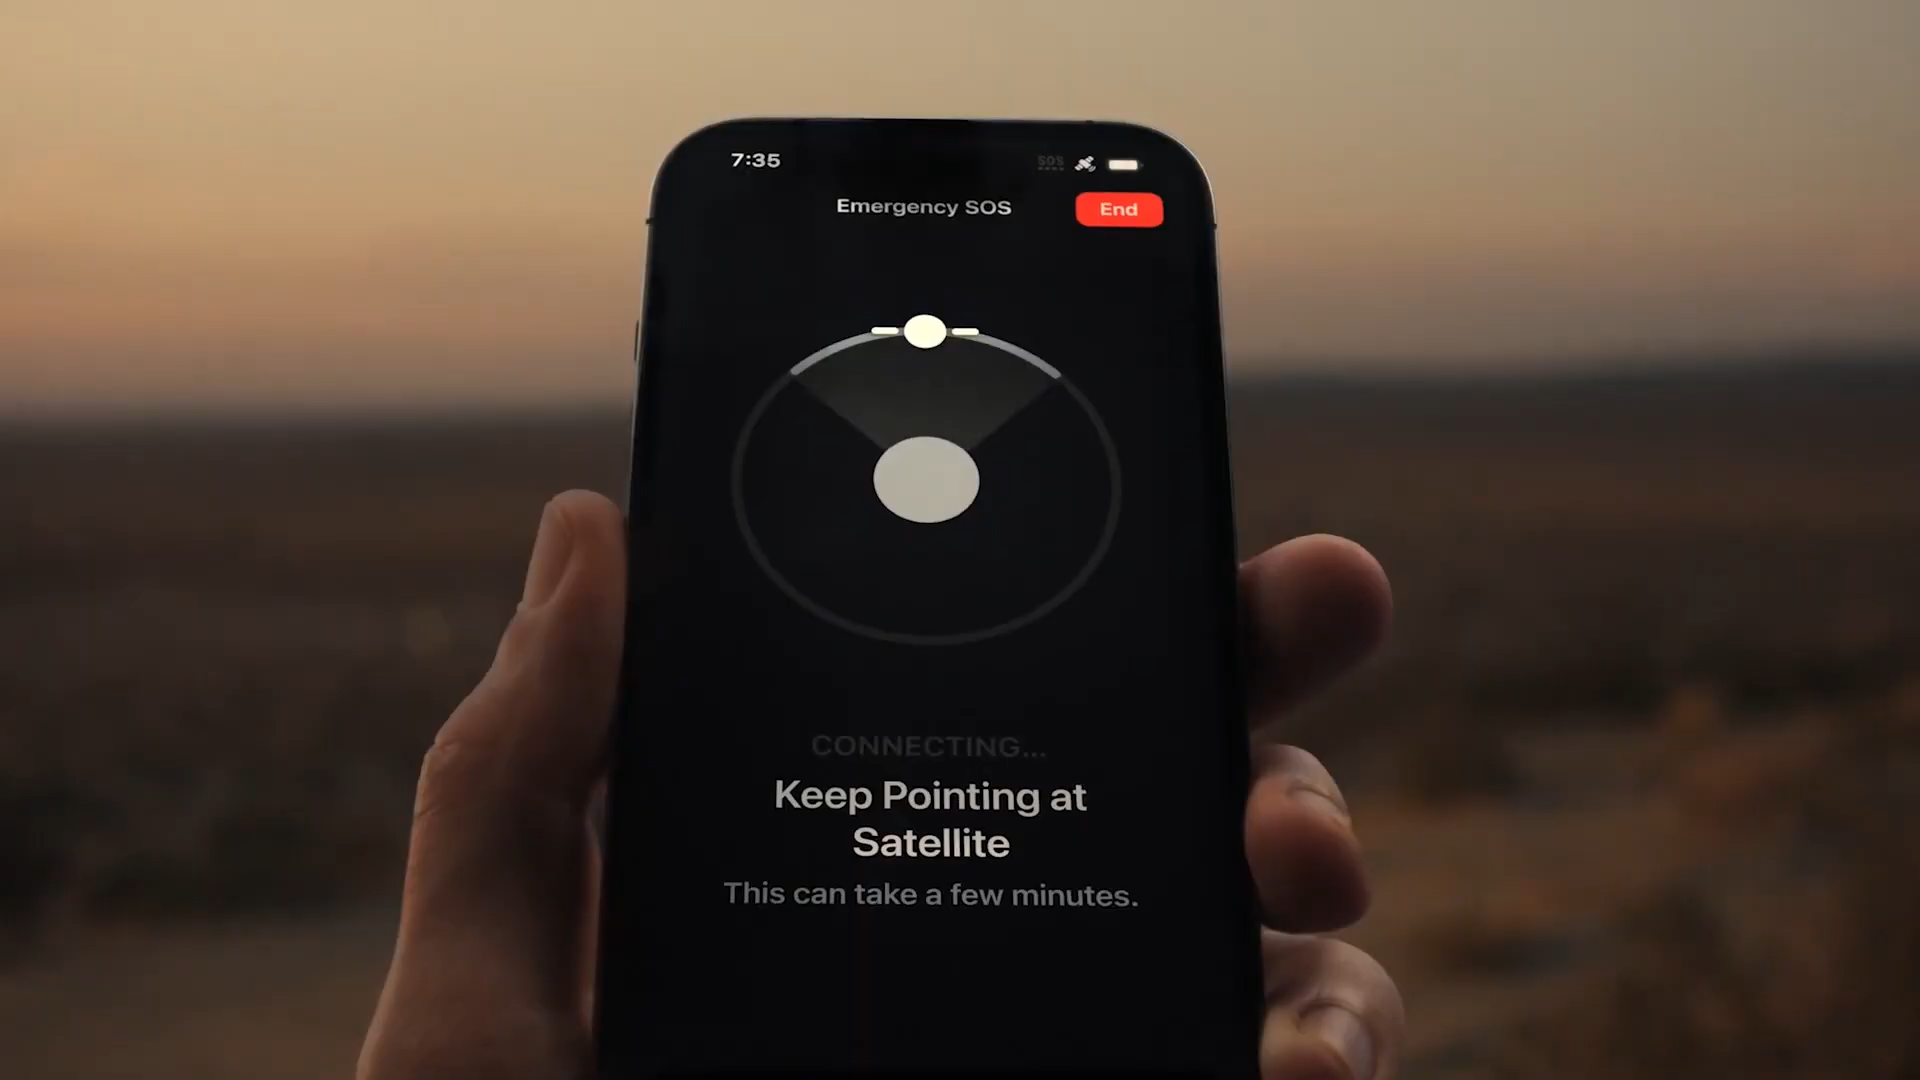 7:35
SOS
Emergency SOS
End
CONNECTING...
Keep Pointing at
Satellite
This can take a few minutes.